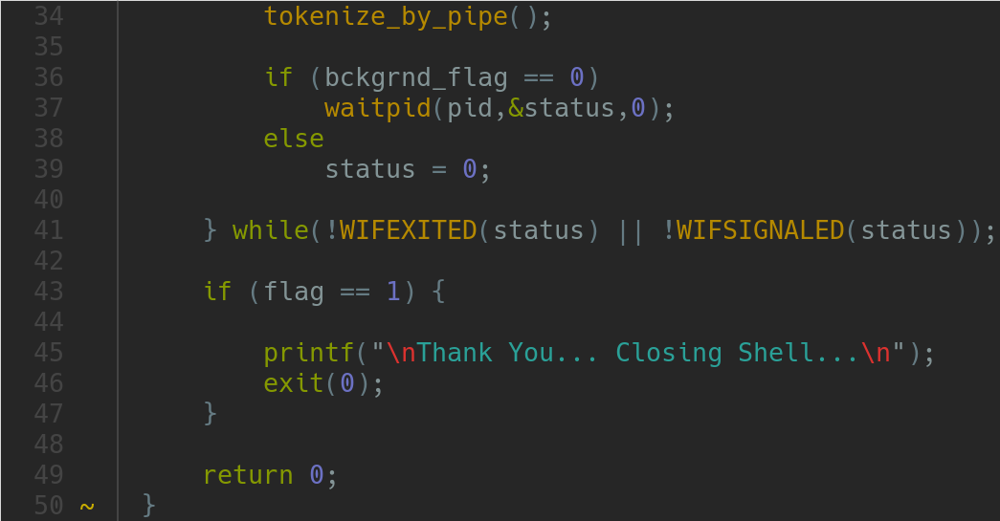 34 tokenize_by_pipe();
35
36 if (bckgrnd_flag == 0)
37 waitpid(pid,&status,0);
38 else
39 status = 0;
40
41 } while(!WIFEXITED(status) || !WIFSIGNALED(status));
42
43 if (flag == 1) {
44
45 printf("\nThank You... Closing Shell...\n");
46 exit(0);
47 }
48
49 return 0;
50 ~ }